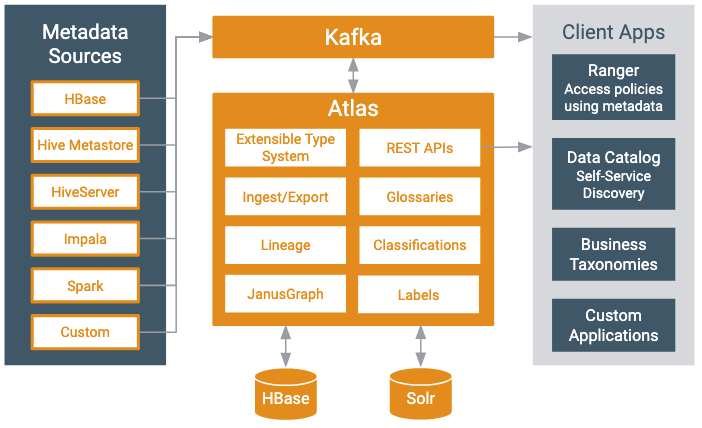 Metadata
Sources
HBase
Hive Metastore
HiveServer
Impala
Spark
Custom
Kafka
Atlas
Extensible Type
System
REST APIs
Ingest/Export
Glossaries
Lineage
Classifications
JanusGraph
Labels
HBase
Solr
Client Apps
Ranger
Access policies
using metadata
Data Catalog
Self-Service
Discovery
Business
Taxonomies
Custom
Applications